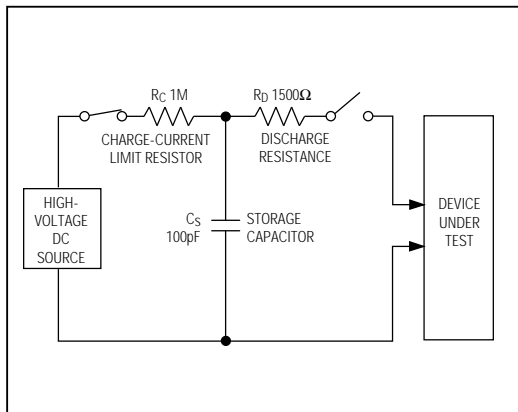 RC 1M
CHARGE-CURRENT
LIMIT RESISTOR
RD 1500Ω
DISCHARGE
RESISTANCE
HIGH-
VOLTAGE
DC
SOURCE
CS
100pF
STORAGE
CAPACITOR
DEVICE
UNDER
TEST